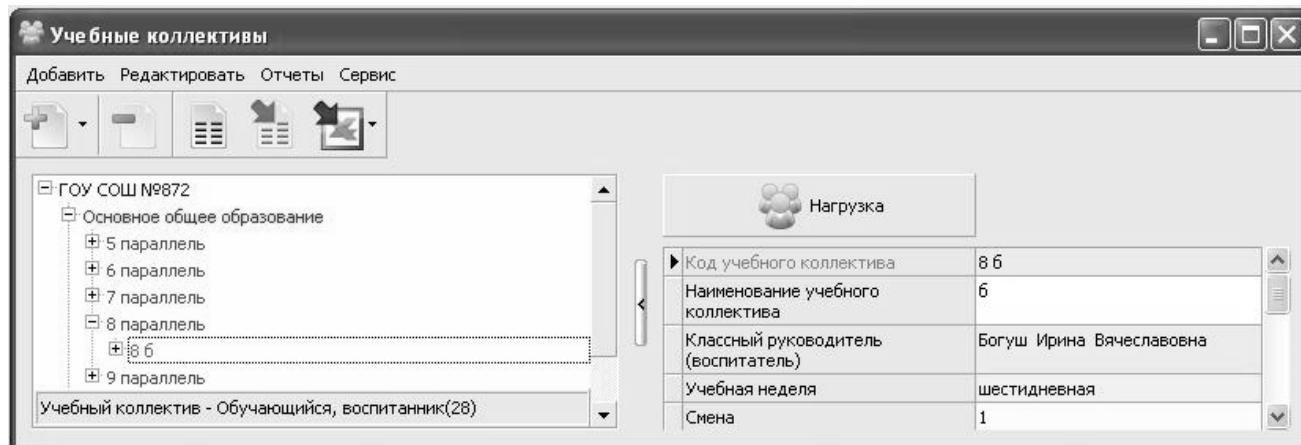 Учебные коллективы
Добавить Редактировать Отчеты Сервис
ГОУ СОШ №872
Основное общее образование
5 параллель
6 параллель
7 параллель
8 параллель
8 б
9 параллель
Учебный коллектив - Обучающийся, воспитанник(28)
Нагрузка
Код учебного коллектива 8 б
Наименование учебного б
коллектива
Классный руководитель Богуш Ирина Вячеславовна
(воспитатель)
Учебная неделя шестидневная
Смена 1